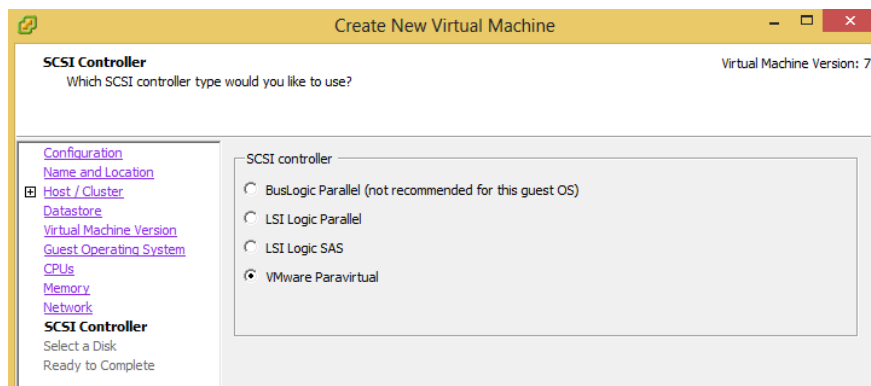 Create New Virtual Machine
SCSI Controller
Which SCSI controller type would you like to use?
Virtual Machine Version: 7
Configuration
Name and Location
Host / Cluster
Datastore
Virtual Machine Version
Guest Operating System
CPUs
Memory
Network
SCSI Controller
Select a Disk
Ready to Complete
SCSI controller
BusLogic Parallel (not recommended for this guest OS)
LSI Logic Parallel
LSI Logic SAS
VMware Paravirtual